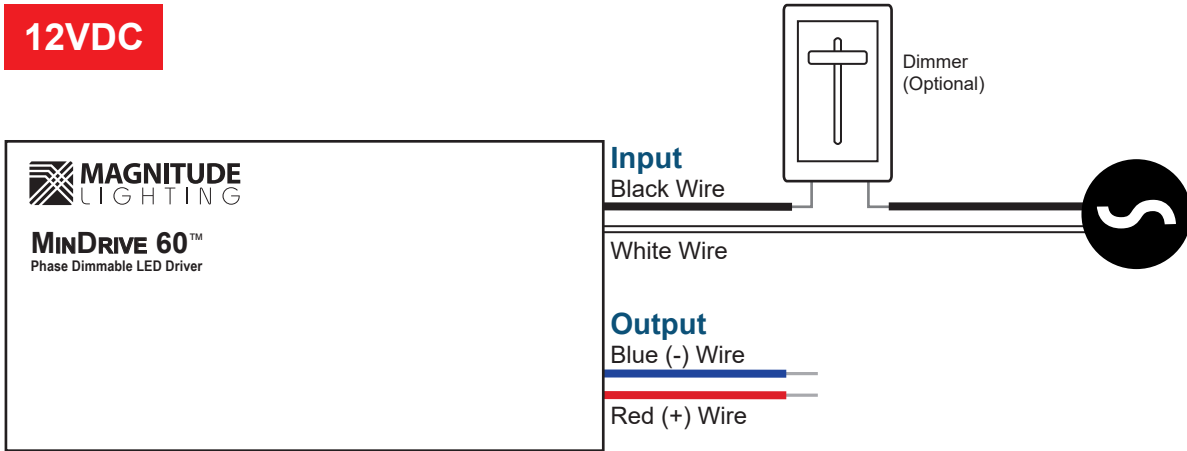 12VDC
Dimmer
(Optional)
MAGNITUDE
LIGHTING
MINDRIVE 60™
Phase Dimmable LED Driver
Input
Black Wire
White Wire
Output
Blue (-) Wire
Red (+) Wire